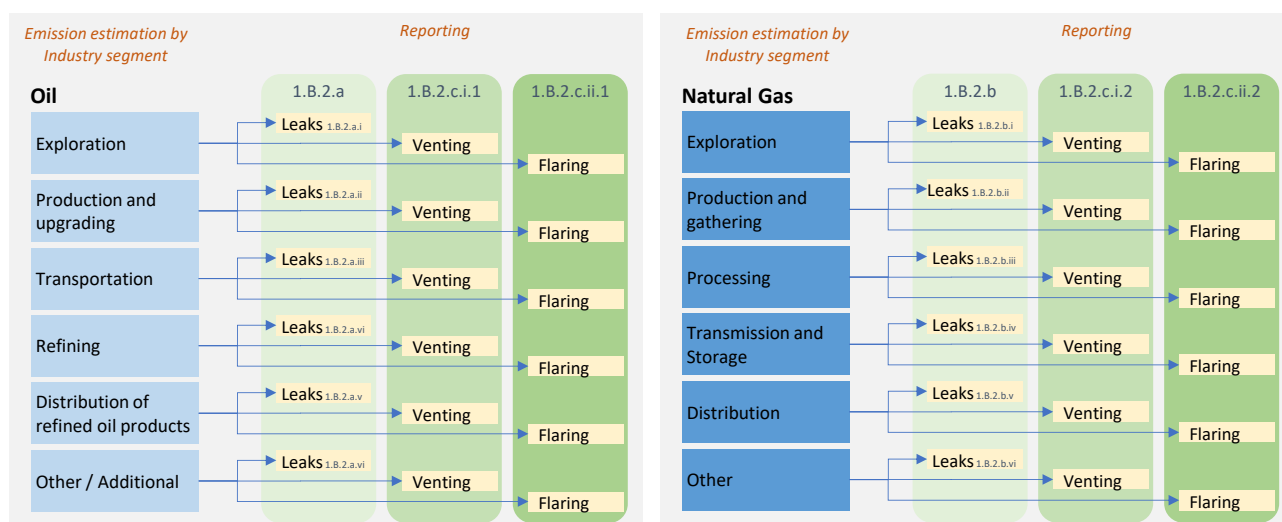 Emission estimation by
Industry segment
Reporting
Oil
1.B.2.a
1.B.2.c.i.1
1.B.2.c.ii.1
Exploration
Leaks 1.B.2.a.i
Venting
Flaring
Production and
upgrading
Leaks 1.B.2.a.ii
Venting
Flaring
Transportation
Leaks 1.B.2.a.iii
Venting
Flaring
Refining
Leaks 1.B.2.a.vi
Venting
Flaring
Distribution of
refined oil products
Leaks 1.B.2.a.v
Venting
Flaring
Other / Additional
Leaks 1.B.2.a.vi
Venting
Flaring
Emission estimation by
Industry segment
Reporting
Natural Gas
1.B.2.b
1.B.2.c.i.2
1.B.2.c.ii.2
Exploration
Leaks 1.B.2.b.i
Venting
Flaring
Production and
gathering
Leaks 1.B.2.b.ii
Venting
Flaring
Processing
Leaks 1.B.2.b.iii
Venting
Flaring
Transmission and
Storage
Leaks 1.B.2.b.iv
Venting
Flaring
Distribution
Leaks 1.B.2.b.v
Venting
Flaring
Other
Leaks 1.B.2.b.vi
Venting
Flaring